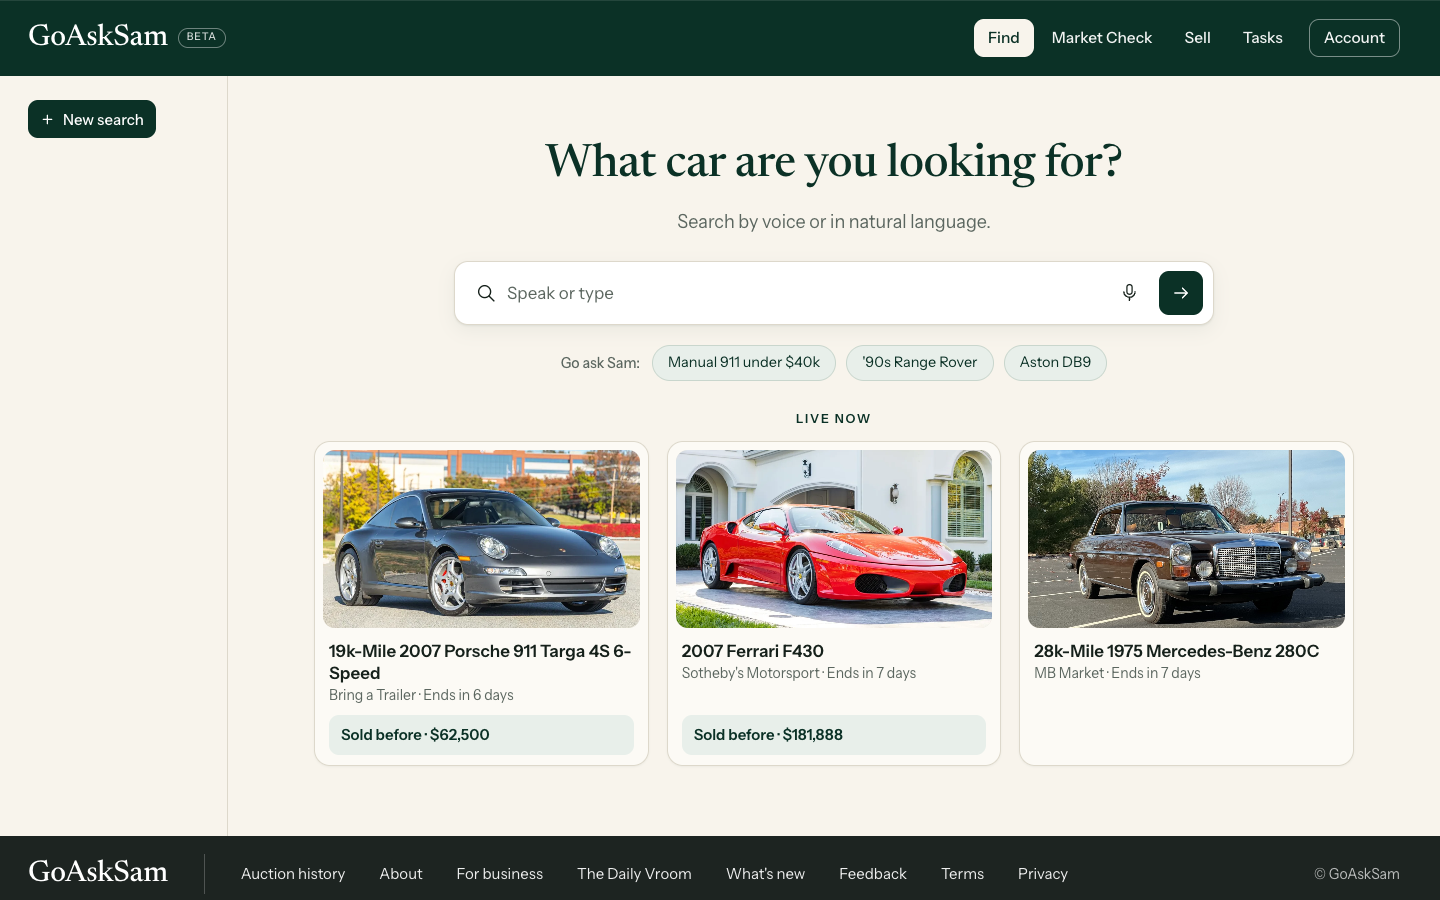 GoAskSam BETA
Find Market Check Sell Tasks Account
+ New search
What car are you looking for?
Search by voice or in natural language.
Speak or type
Go ask Sam: Manual 911 under $40k '90s Range Rover Aston DB9
LIVE NOW
19k-Mile 2007 Porsche 911 Targa 4S 6-
Speed
Bring a Trailer · Ends in 6 days
Sold before · $62,500
2007 Ferrari F430
Sotheby's Motorsport · Ends in 7 days
Sold before · $181,888
28k-Mile 1975 Mercedes-Benz 280C
MB Market · Ends in 7 days
GoAskSam
Auction history About For business The Daily Vroom What's new Feedback Terms Privacy
© GoAskSam